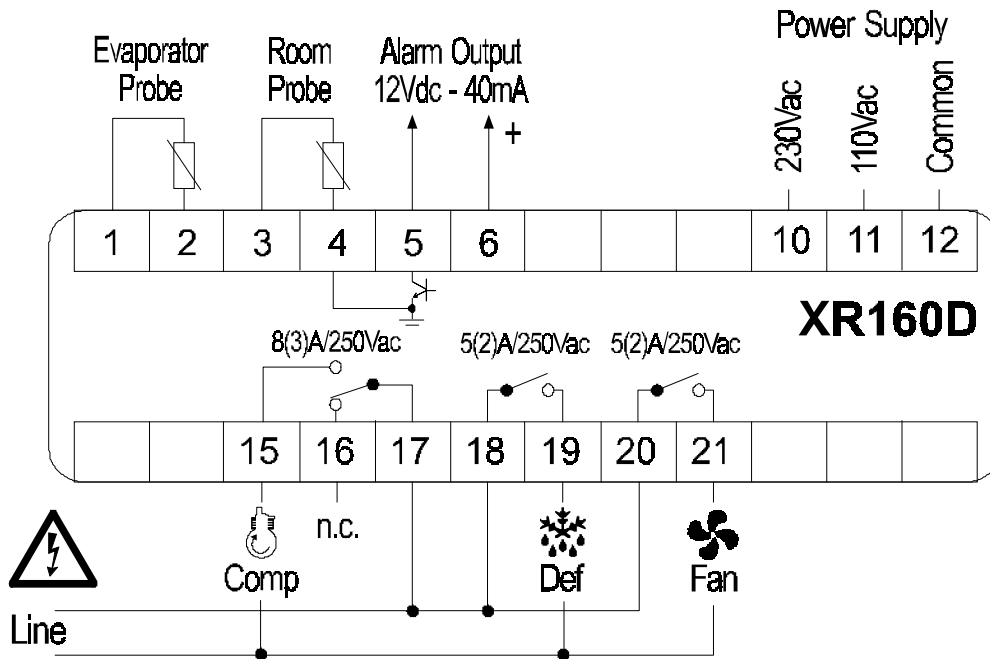 Power Supply
Evaporator
Probe
Room
Probe
Alarm Output
12Vdc - 40mA
+
230Vac
110Vac
Common
1 2 3 4 5 6 10 11 12
XR160D
8(3)A/250Vac 5(2)A/250Vac 5(2)A/250Vac
15 16 17 18 19 20 21
n.c.
Comp Def Fan
Line